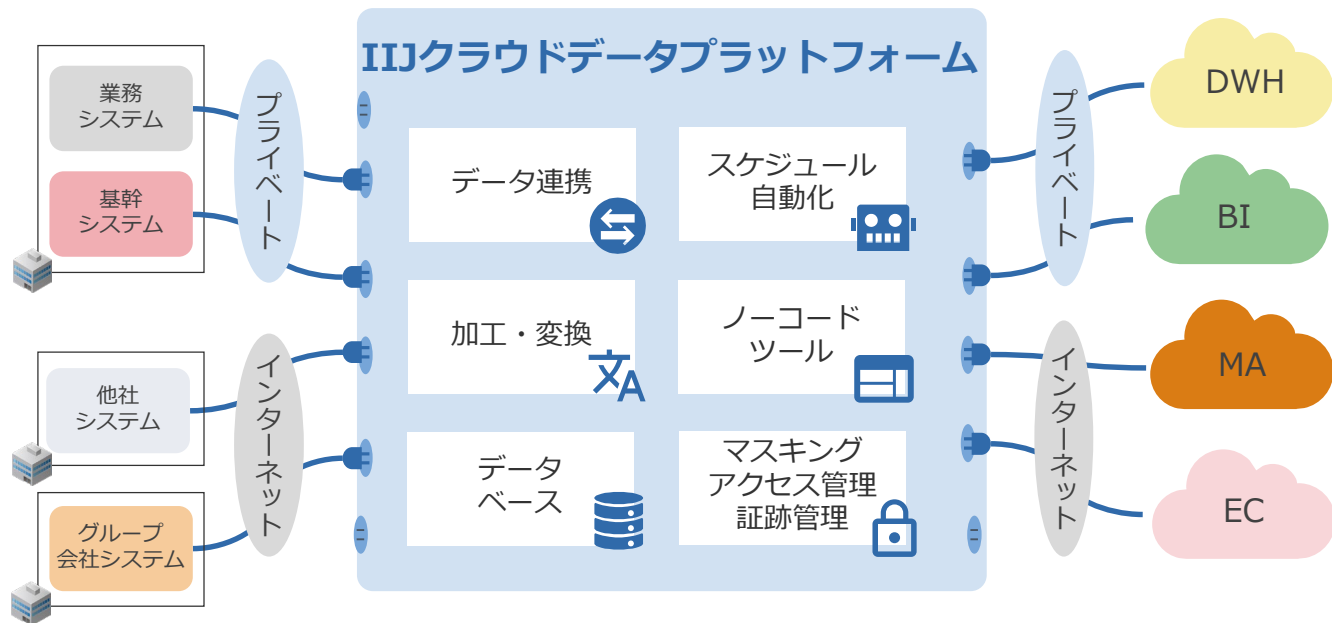 IIJクラウドデータプラットフォーム
業務
システム
基幹
システム
他社
システム
グループ
会社システム
プライベート
インターネット
データ連携
スケジュール
自動化
加工・変換
ノーコード
ツール
データ
ベース
マスキング
アクセス管理
証跡管理
プライベート
インターネット
DWH
BI
MA
EC